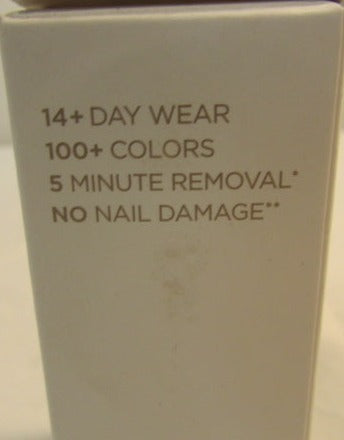 14+ DAY WEAR
100+ COLORS
5 MINUTE REMOVAL*
NO NAIL DAMAGE**